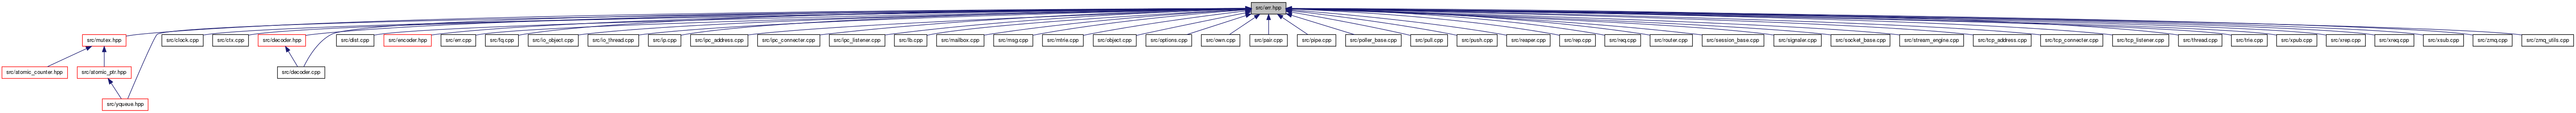 src/err.hpp
src/mutex.hpp
src/clock.cpp
src/ctx.cpp
src/decoder.hpp
src/dist.cpp
src/encoder.hpp
src/err.cpp
src/fq.cpp
src/io_object.cpp
src/io_thread.cpp
src/ip.cpp
src/ipc_address.cpp
src/ipc_connecter.cpp
src/ipc_listener.cpp
src/lb.cpp
src/mailbox.cpp
src/msg.cpp
src/mtrie.cpp
src/object.cpp
src/options.cpp
src/own.cpp
src/pair.cpp
src/pipe.cpp
src/poller_base.cpp
src/pull.cpp
src/push.cpp
src/reaper.cpp
src/rep.cpp
src/req.cpp
src/router.cpp
src/session_base.cpp
src/signaler.cpp
src/socket_base.cpp
src/stream_engine.cpp
src/tcp_address.cpp
src/tcp_connecter.cpp
src/tcp_listener.cpp
src/thread.cpp
src/trie.cpp
src/xpub.cpp
src/xrep.cpp
src/xreq.cpp
src/xsub.cpp
src/zmq.cpp
src/zmq_utils.cpp
src/atomic_counter.hpp
src/atomic_ptr.hpp
src/decoder.cpp
src/yqueue.hpp